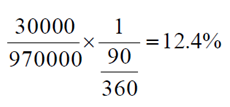 30000/970000 × 1/(90/360) = 12.4%